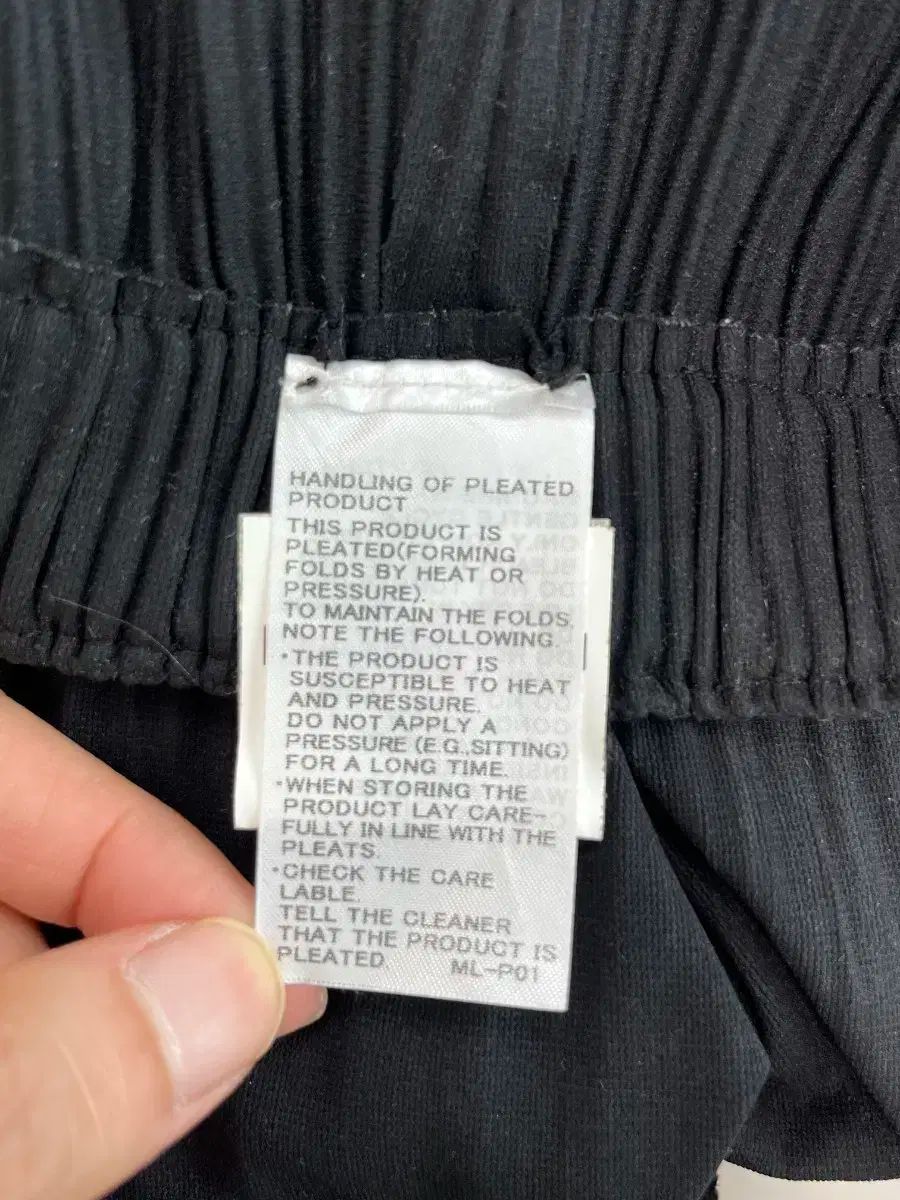 HANDLING OF PLEATED
PRODUCT
THIS PRODUCT IS
PLEATED(FORMING
FOLDS BY HEAT OR
PRESSURE).
TO MAINTAIN THE FOLDS.
NOTE THE FOLLOWING.
・THE PRODUCT IS
SUSCEPTIBLE TO HEAT
AND PRESSURE.
DO NOT APPLY A
PRESSURE (E.G.,SITTING)
FOR A LONG TIME.
・WHEN STORING THE
PRODUCT LAY CARE-
FULLY IN LINE WITH THE
PLEATS.
・CHECK THE CARE
LABLE.
TELL THE CLEANER
THAT THE PRODUCT IS
PLEATED ML-P01